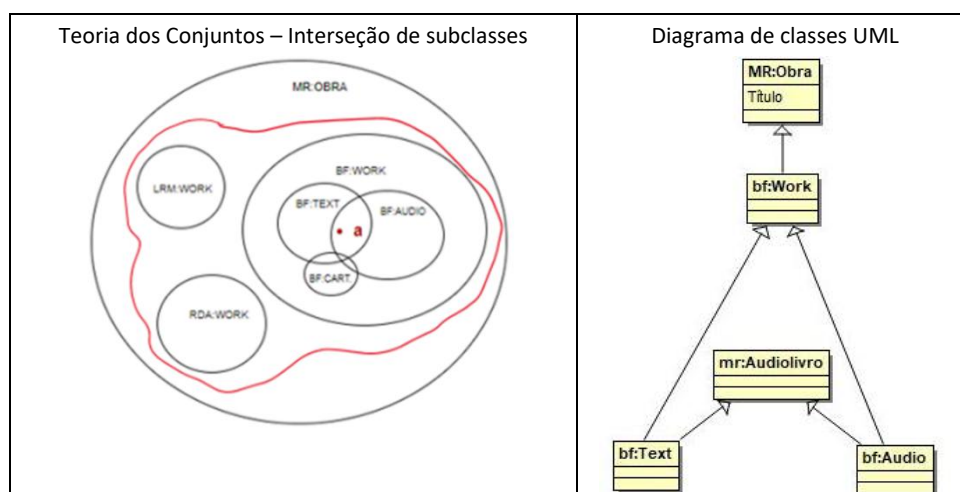 Teoria dos Conjuntos – Interseção de subclasses
MR:OBRA
LRM:WORK
BF:WORK
BF:TEXT
BF:AUDIO
a
BF:CART.
RDA:WORK
Diagrama de classes UML
MR:Obra
Título
bf:Work
mr:Audiolivro
bf:Text
bf:Audio